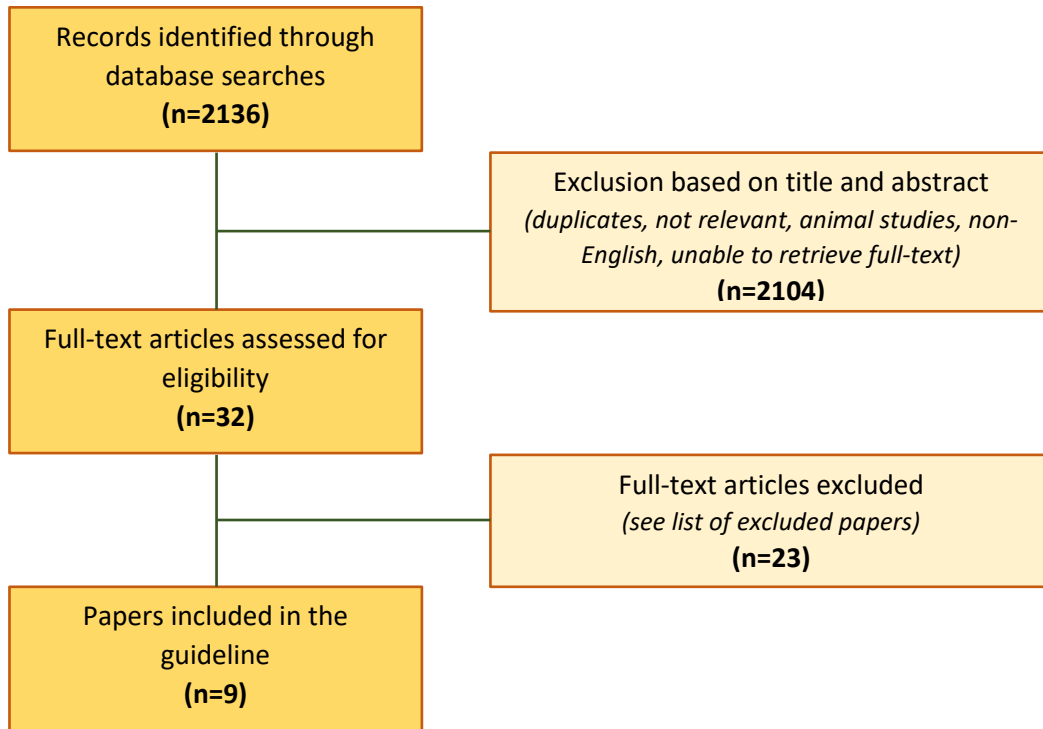 Records identified through
database searches
(n=2136)
Exclusion based on title and abstract
(duplicates, not relevant, animal studies, non-
English, unable to retrieve full-text)
(n=2104)
Full-text articles assessed for
eligibility
(n=32)
Full-text articles excluded
(see list of excluded papers)
(n=23)
Papers included in the
guideline
(n=9)